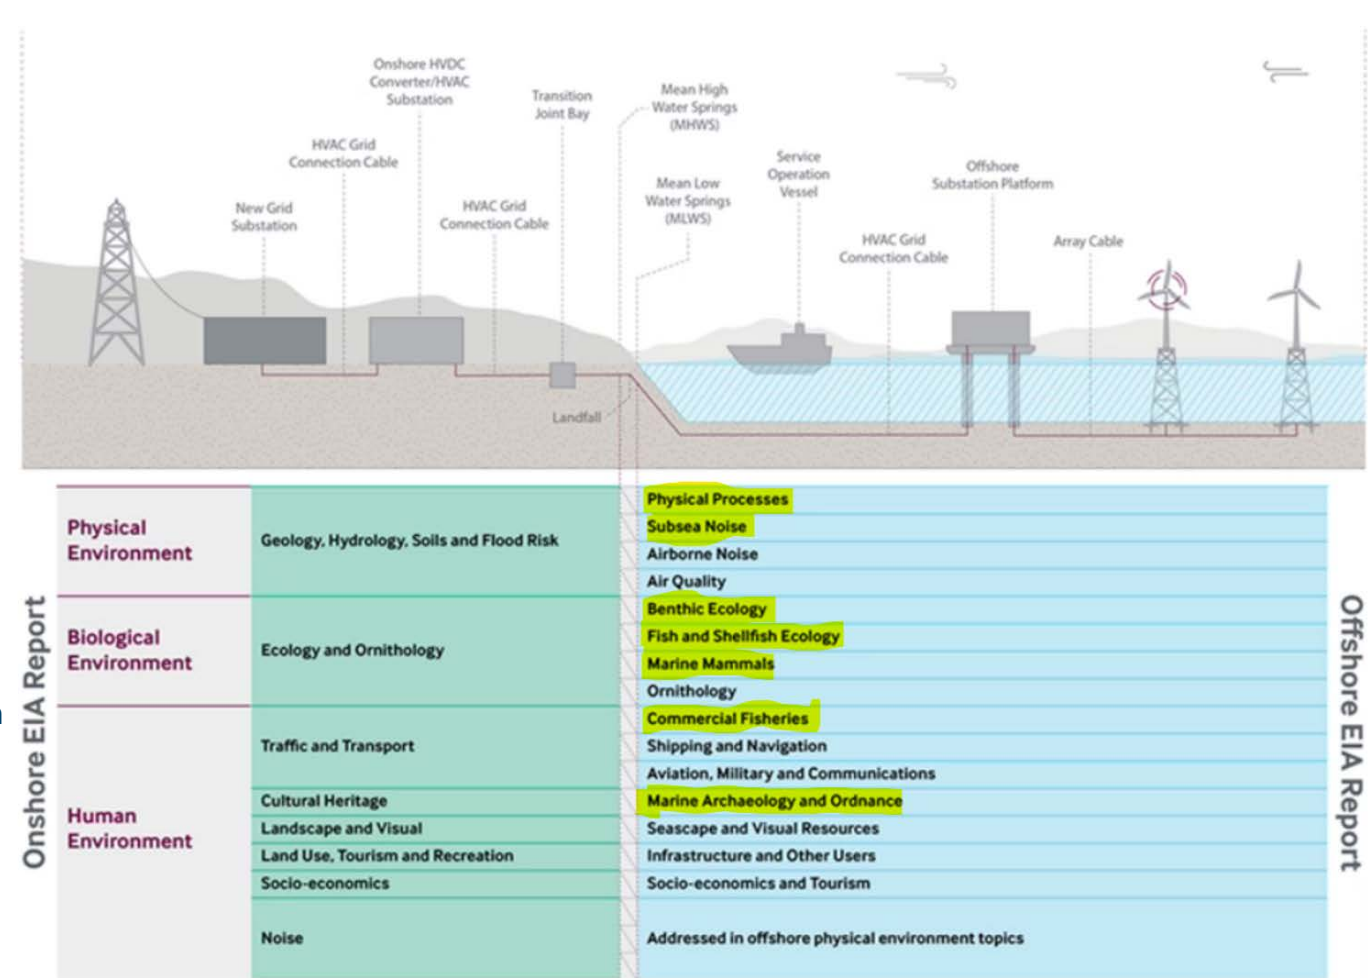 Onshore HVDC
Converter/HVAC
Substation
Transition
Joint Bay
Mean High
Water Springs
(MHWS)
HVAC Grid
Connection Cable
Service
Operation
Vessel
Offshore
Substation Platform
Mean Low
Water Springs
(MLWS)
New Grid
Substation
HVAC Grid
Connection Cable
HVAC Grid
Connection Cable
Array Cable
Landfall
Onshore EIA Report
Physical
Environment
Geology, Hydrology, Soils and Flood Risk
Physical Processes
Subsea Noise
Airborne Noise
Air Quality
Biological
Environment
Ecology and Ornithology
Benthic Ecology
Fish and Shellfish Ecology
Marine Mammals
Ornithology
Human
Environment
Traffic and Transport
Commercial Fisheries
Shipping and Navigation
Aviation, Military and Communications
Cultural Heritage
Marine Archaeology and Ordnance
Landscape and Visual
Seascape and Visual Resources
Land Use, Tourism and Recreation
Infrastructure and Other Users
Socio-economics
Socio-economics and Tourism
Noise
Addressed in offshore physical environment topics
Offshore EIA Report